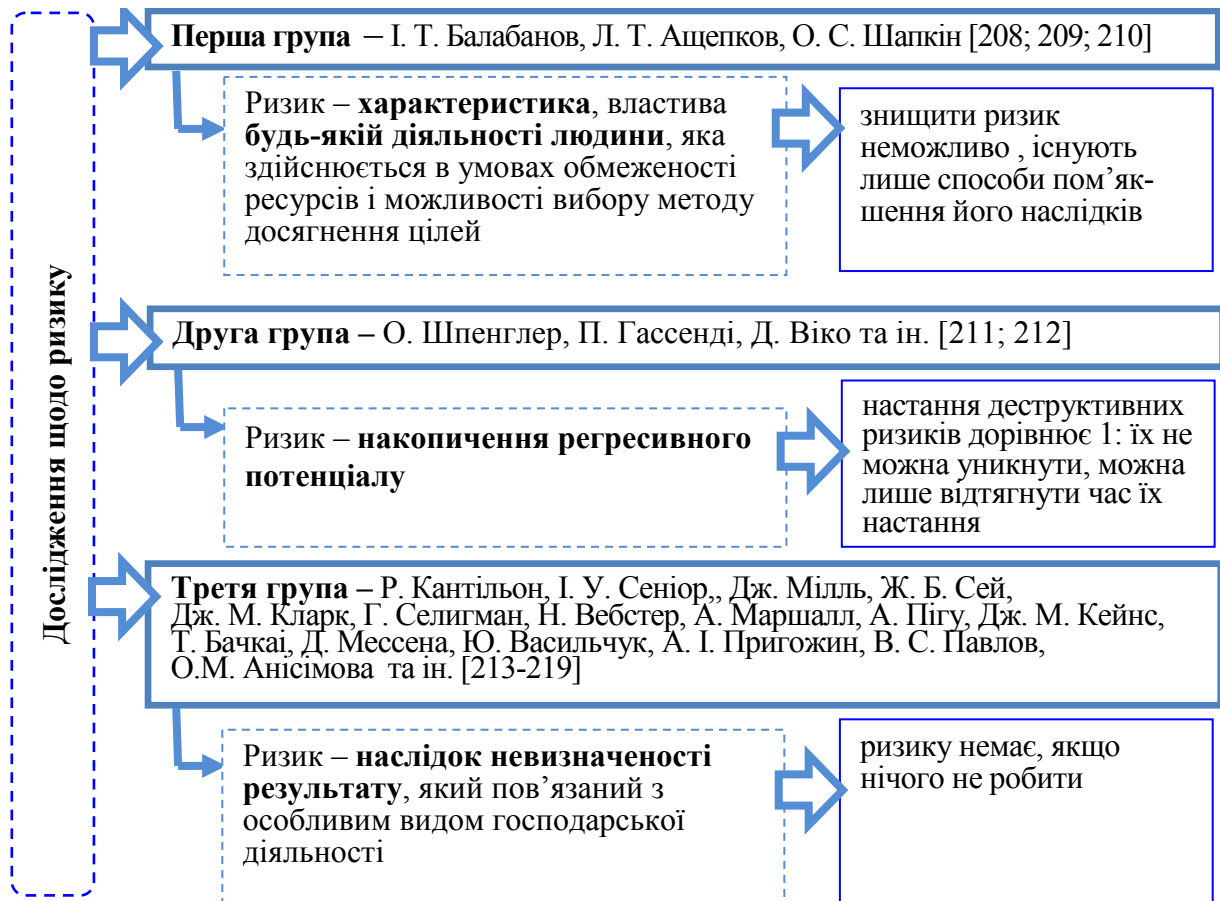 Дослідження щодо ризику
Перша група – І. Т. Балабанов, Л. Т. Ащепков, О. С. Шапкін [208; 209; 210]
Ризик – характеристика, властива
будь-якій діяльності людини, яка
здійснюється в умовах обмеженості
ресурсів і можливості вибору методу
досягнення цілей
знищити ризик
неможливо , існують
лише способи пом’як-
шення його наслідків
Друга група – О. Шпенглер, П. Гассенді, Д. Віко та ін. [211; 212]
Ризик – накопичення регресивного
потенціалу
настання деструктивних
ризиків дорівнює 1: їх не
можна уникнути, можна
лише відтягнути час їх
настання
Третя група – Р. Кантільон, І. У. Сеніор,, Дж. Мілль, Ж. Б. Сей,
Дж. М. Кларк, Г. Селигман, Н. Вебстер, А. Маршалл, А. Пігу, Дж. М. Кейнс,
Т. Бачкаі, Д. Мессена, Ю. Васильчук, А. І. Пригожин, В. С. Павлов,
О.М. Анісімова та ін. [213-219]
Ризик – наслідок невизначеності
результату, який пов’язаний з
особливим видом господарської
діяльності
ризику немає, якщо
нічого не робити